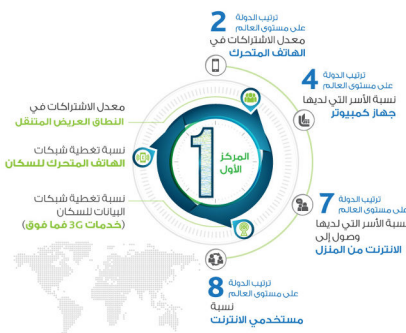 2 ترتيب الدولة
على مستوى العالم
معدل الاشتراكات في
الهاتف المتحرك
4 ترتيب الدولة
على مستوى العالم
نسبة الأسر التي لديها
جهاز كمبيوتر
7 ترتيب الدولة
على مستوى العالم
نسبة الأسر التي لديها
وصول إلى
الانترنت من المنزل
8 ترتيب الدولة
على مستوى العالم
نسبة
مستخدمي الانترنت
1 المركز
الأول
معدل الاشتراكات في
النطاق العريض المتنقل
نسبة تغطية شبكات
الهاتف المتحرك للسكان
نسبة تغطية شبكات
البيانات للسكان
(خدمات 3G فما فوق)